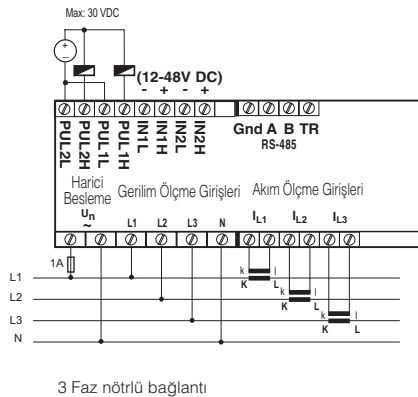 Max: 30 VDC
+
−
(12-48V DC)
- + - +
PUL2L PUL2H PUL1L PUL1H IN1L IN1H IN2L IN2H
Gnd A B TR
RS-485
Harici Besleme
Gerilim Ölçme Girişleri
Akım Ölçme Girişleri
Un
~
L1 L2 L3 N
IL1 IL2 IL3
1A
L1
k l
K L
L2
k l
K L
L3
k l
K L
N
3 Faz nötrlü bağlantı